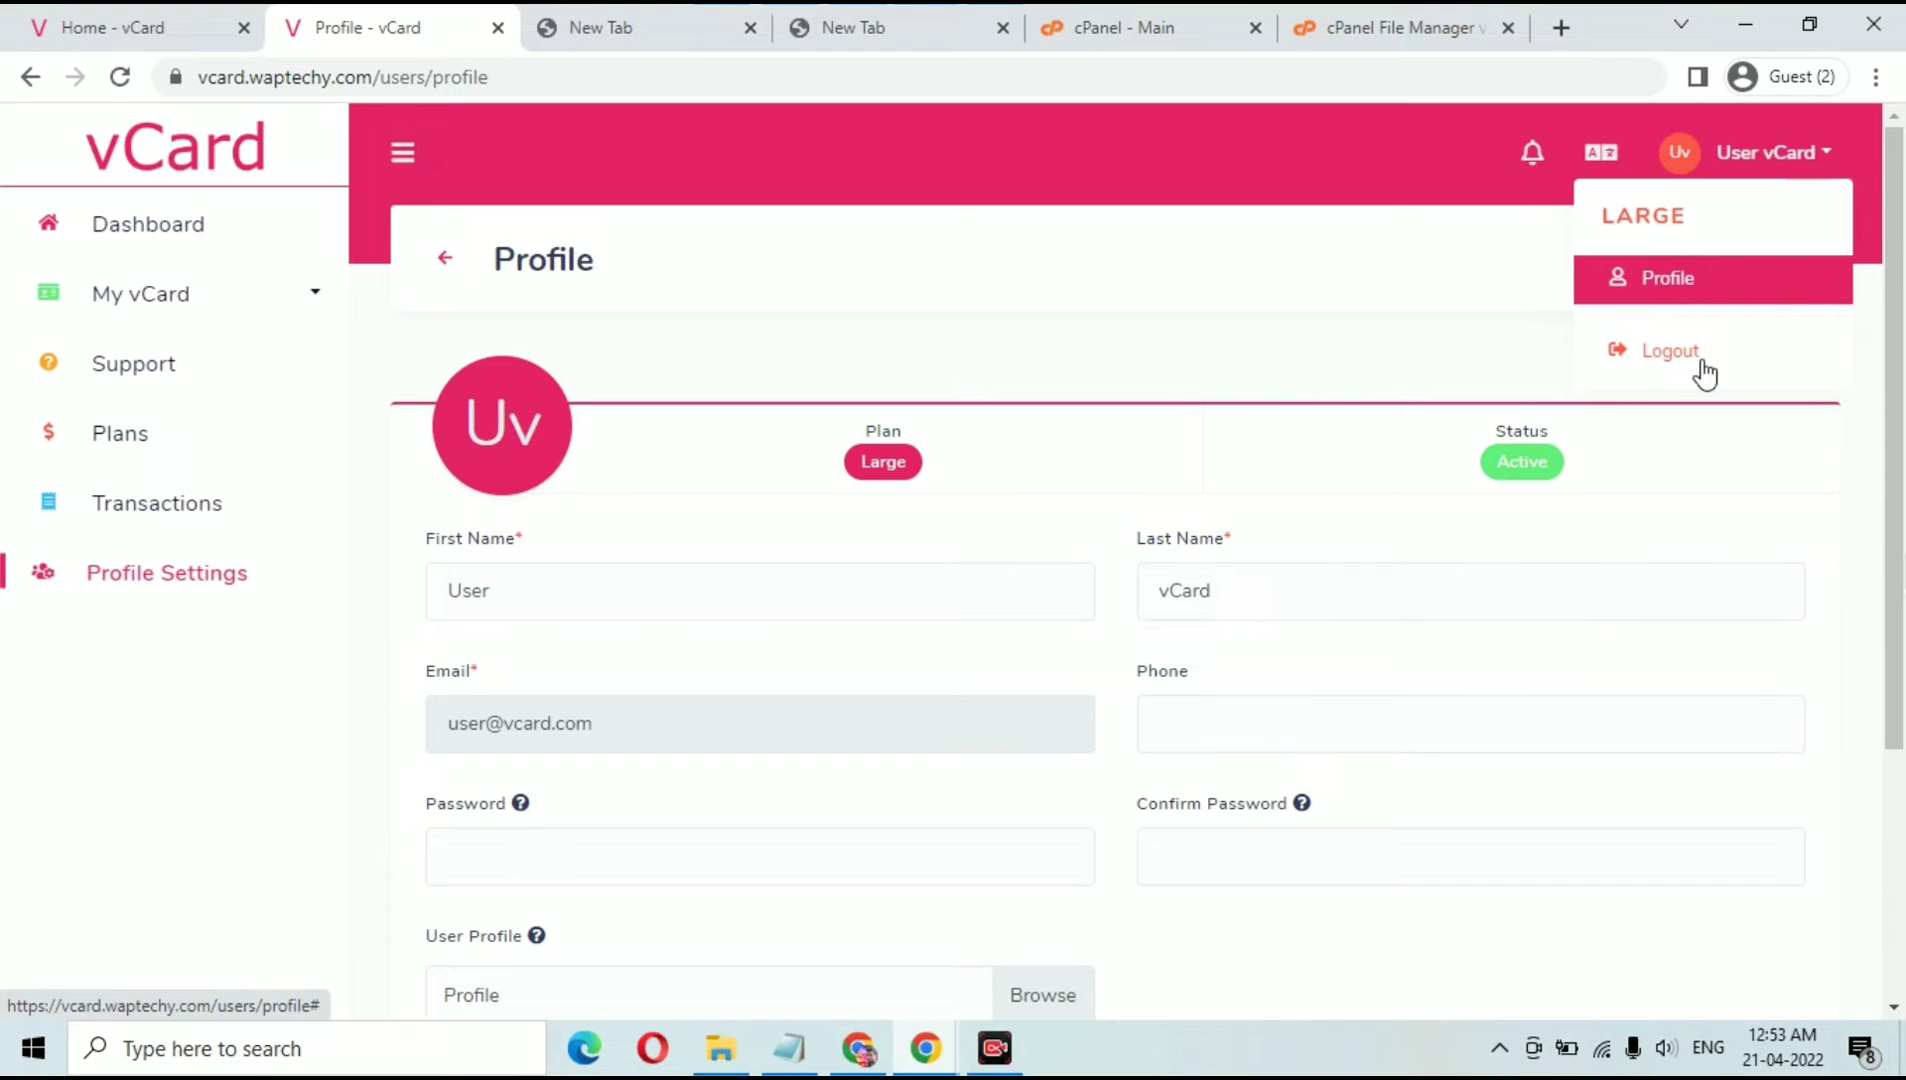 Home - vCard
Profile - vCard
New Tab
New Tab
cPanel - Main
cPanel File Manager v
vcard.waptechy.com/users/profile
Guest (2)
vCard
Uv
User vCard
LARGE
Profile
Logout
Dashboard
My vCard
Support
Plans
Transactions
Profile Settings
Profile
Uv
Plan
Large
Status
Active
First Name*
Last Name*
User
vCard
Email*
Phone
user@vcard.com
Password
Confirm Password
User Profile
Profile
Browse
https://vcard.waptechy.com/users/profile#
Type here to search
ENG
12:53 AM
21-04-2022
8